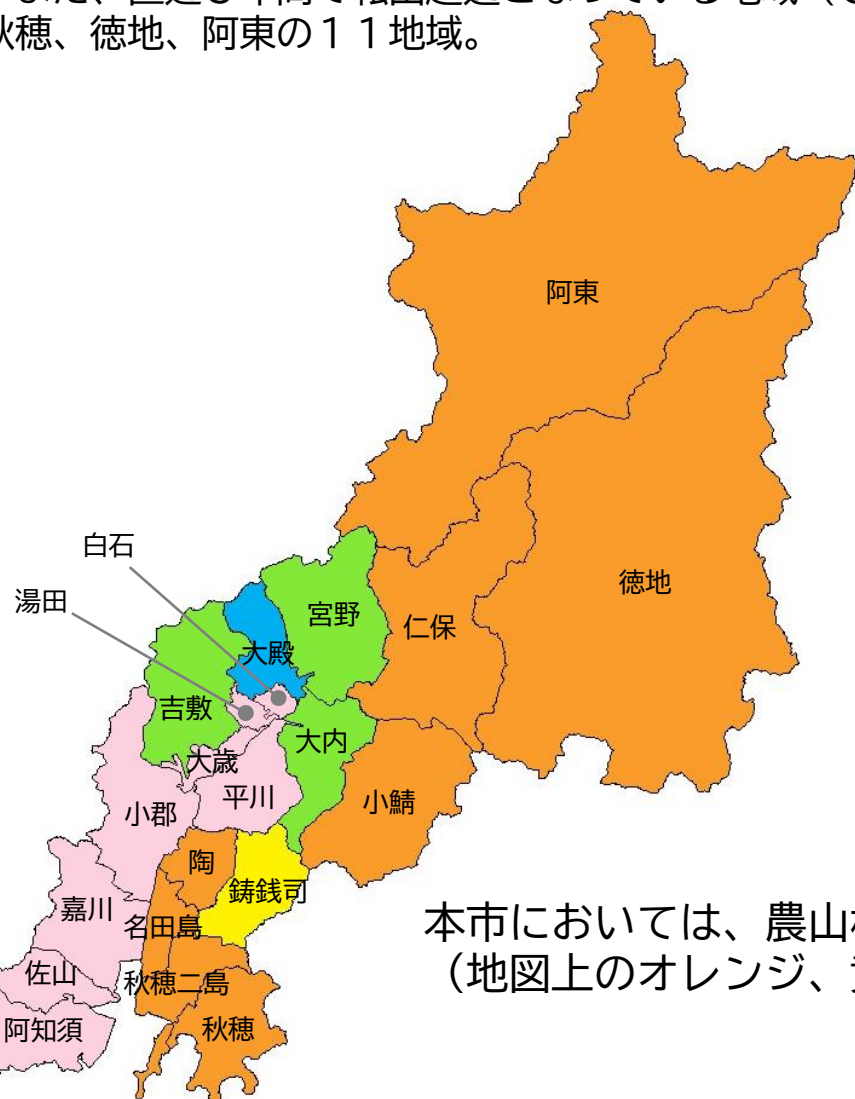 秋穂、徳地、阿東の１１地域。
阿東
白石
徳地
湯田
宮野
仁保
大殿
吉敷
大内
大歳
平川
小鯖
小郡
陶
鋳銭司
嘉川
名田島
本市においては、農山
（地図上のオレンジ、
佐山
秋穂二島
阿知須
秋穂